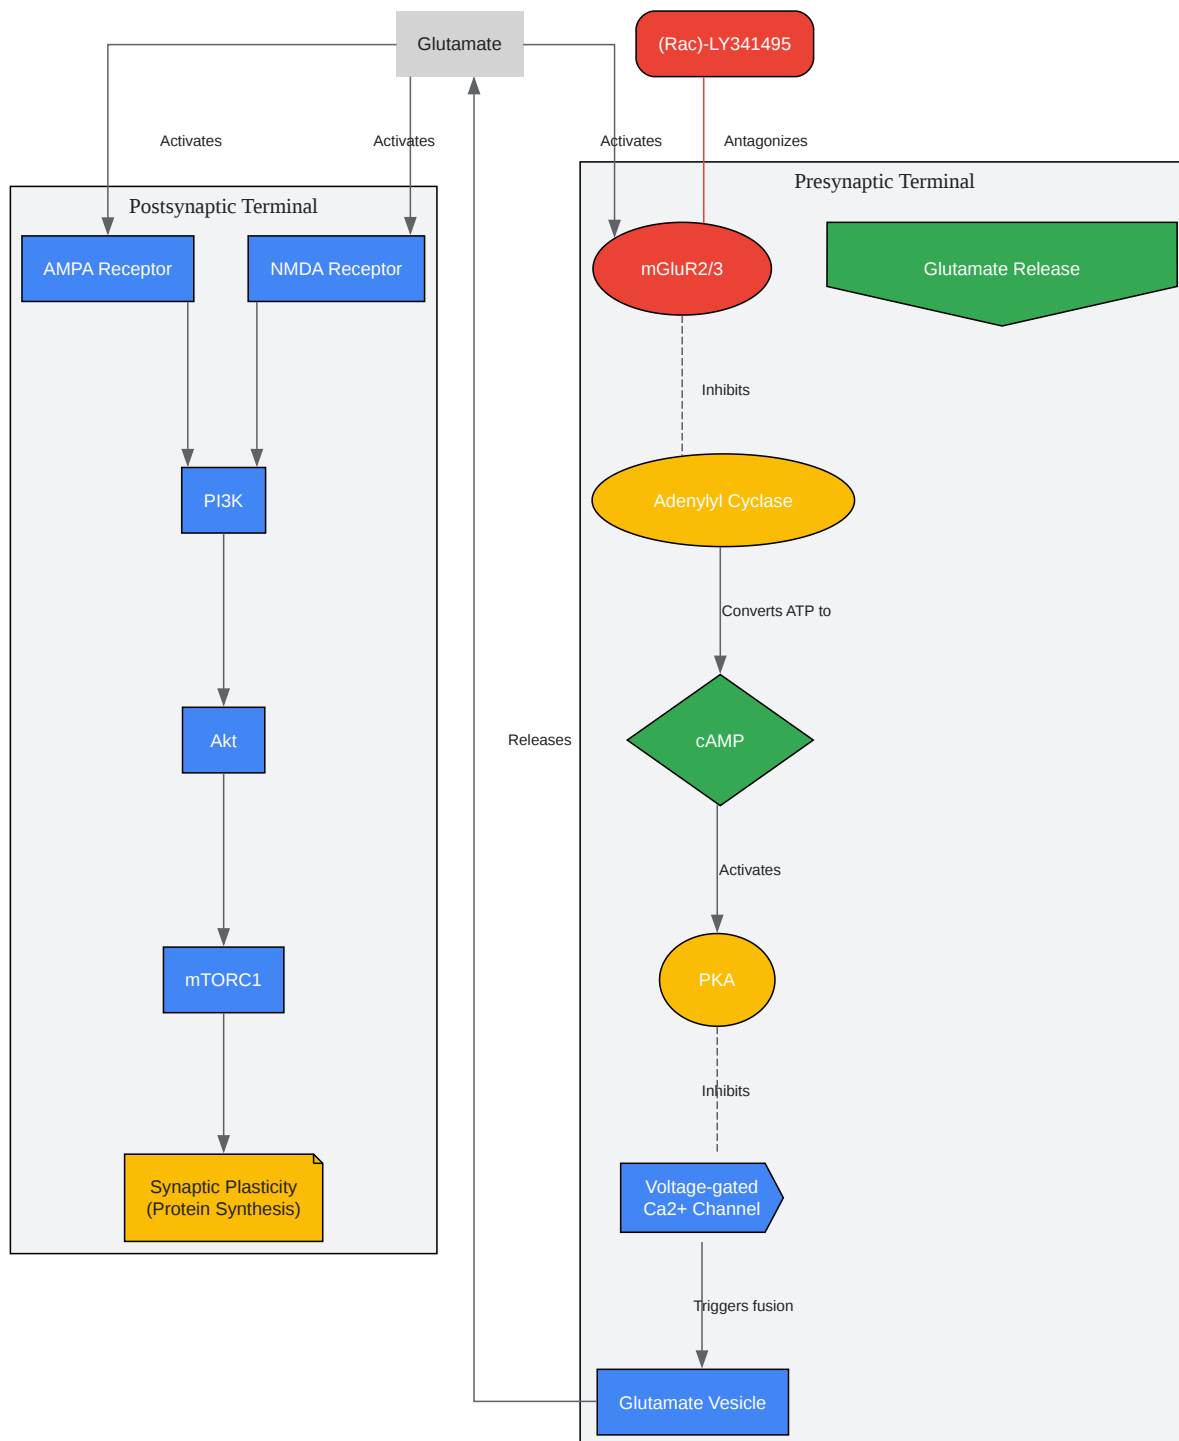 Glutamate
(Rac)-LY341495
Activates
Activates
Activates
Antagonizes
Postsynaptic Terminal
Presynaptic Terminal
AMPA Receptor
NMDA Receptor
mGluR2/3
Glutamate Release
Inhibits
PI3K
Adenylyl Cyclase
Converts ATP to
Akt
Releases
cAMP
Activates
mTORC1
PKA
Inhibits
Synaptic Plasticity
(Protein Synthesis)
Voltage-gated
Ca2+ Channel
Triggers fusion
Glutamate Vesicle